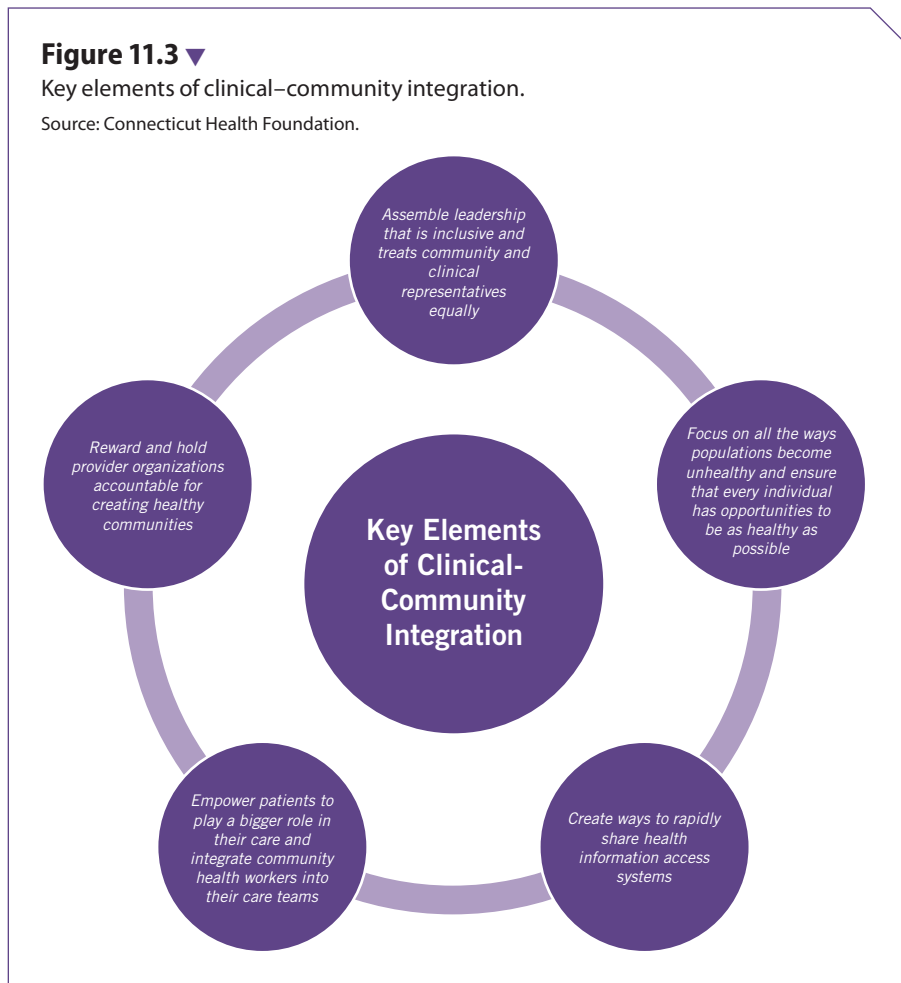 Figure 11.3 ▼
Key elements of clinical–community integration.
Source: Connecticut Health Foundation.
Assemble leadership
that is inclusive and
treats community and
clinical
representatives
equally
Focus on all the ways
populations become
unhealthy and ensure
that every individual
has opportunities to
be as healthy as
possible
Create ways to rapidly
share health
information access
systems
Empower patients to
play a bigger role in
their care and
integrate community
health workers into
their care teams
Reward and hold
provider organizations
accountable for
creating healthy
communities
Key Elements
of Clinical-
Community
Integration